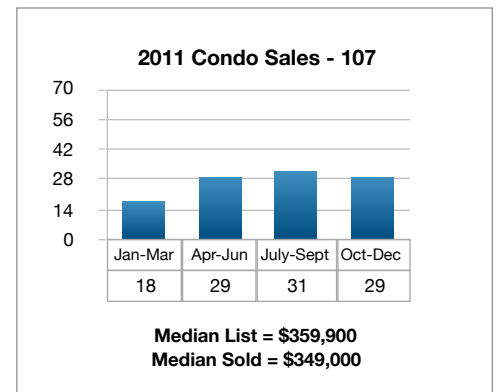 2011 Condo Sales - 107
70
56
42
28
14
0
Jan-Mar Apr-Jun July-Sept Oct-Dec
18 29 31 29
Median List = $359,900
Median Sold = $349,000